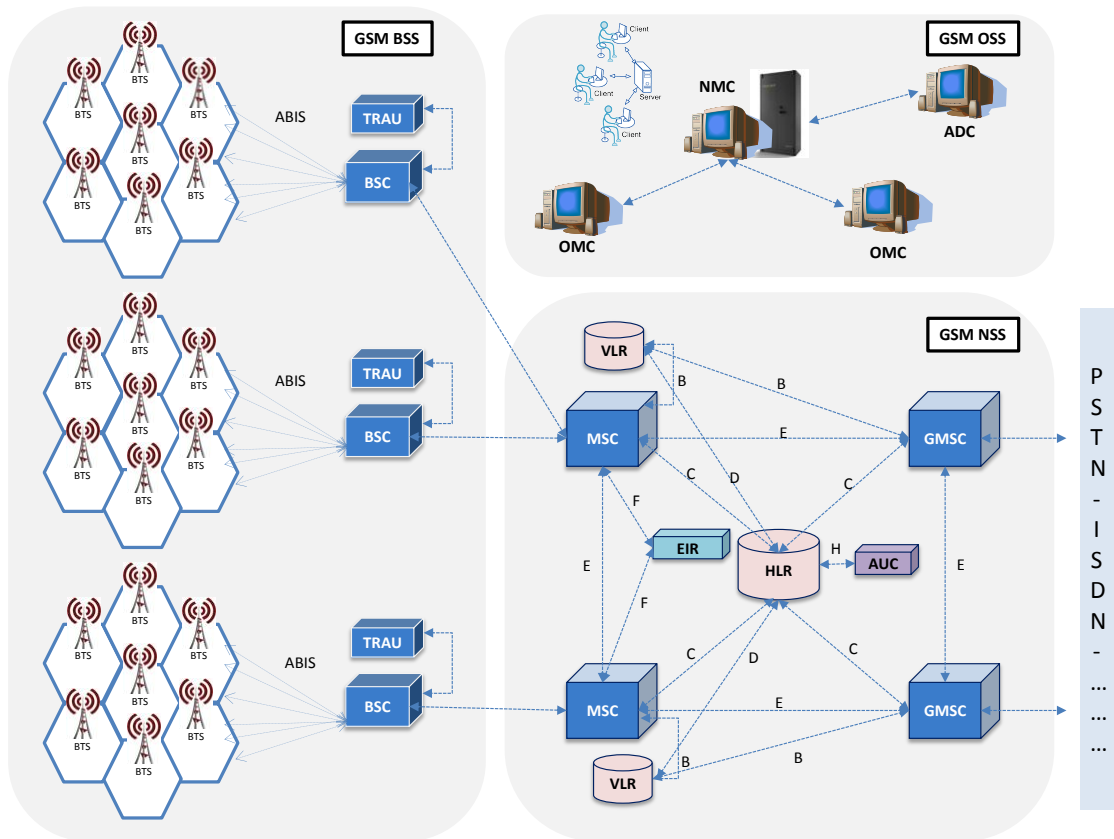 GSM BSS
BTS
BTS
BTS
BTS
BTS
BTS
BTS
ABIS
TRAU
BSC
BTS
BTS
BTS
BTS
BTS
BTS
BTS
ABIS
TRAU
BSC
BTS
BTS
BTS
BTS
BTS
BTS
BTS
ABIS
TRAU
BSC
GSM OSS
Client
Client
Server
Client
NMC
ADC
OMC
OMC
GSM NSS
VLR
B
B
MSC
E
GMSC
C
D
C
F
EIR
HLR
H
AUC
E
E
F
C
D
C
MSC
E
GMSC
VLR
B
B
P
S
T
N
-
I
S
D
N
-
...
...
...